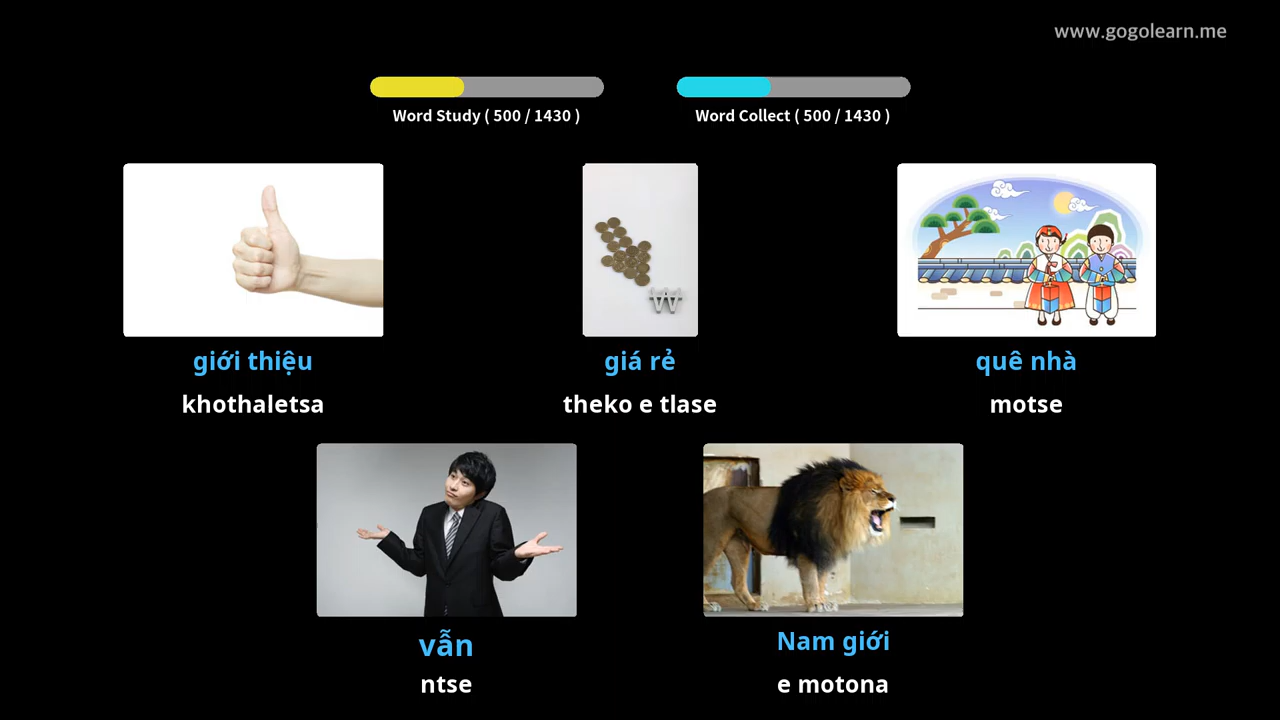 www.gogolearn.me
Word Study ( 500 / 1430 )
Word Collect ( 500 / 1430 )
giới thiệu
khothaletsa
giá rẻ
theko e tlase
quê nhà
motse
vẫn
ntse
Nam giới
e motona